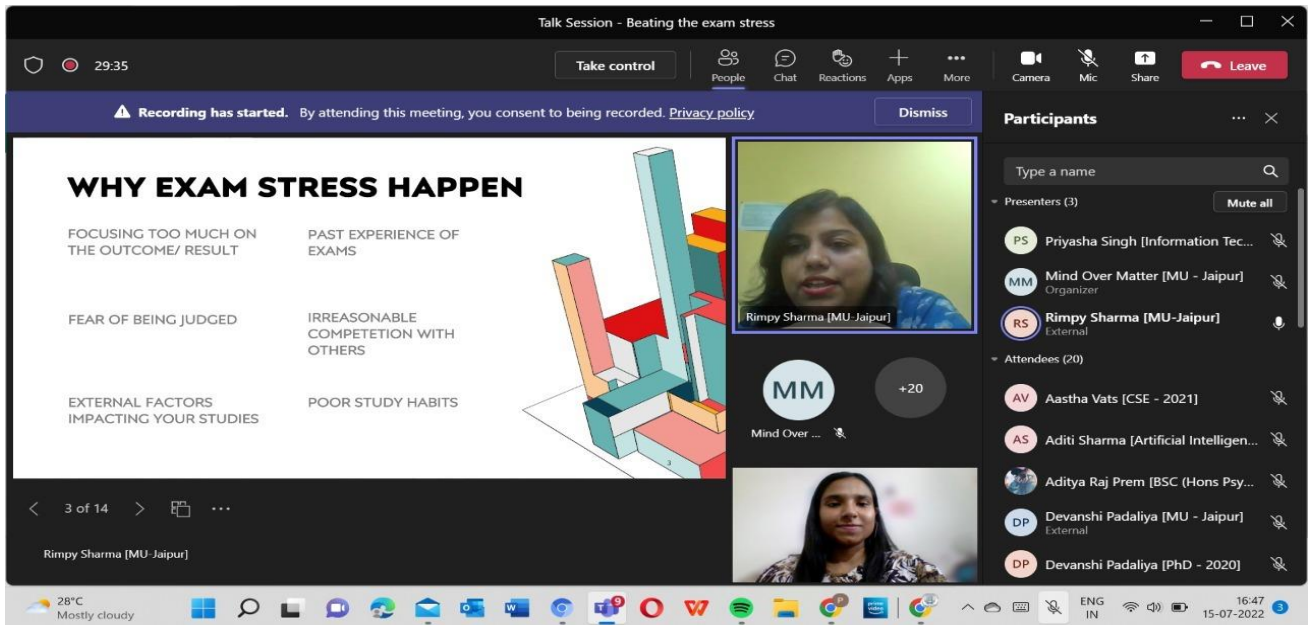 Talk Session - Beating the exam stress
29:35
Take control
People
Chat
Reactions
Apps
More
Camera
Mic
Share
Leave
Recording has started. By attending this meeting, you consent to being recorded. Privacy policy
Dismiss
WHY EXAM STRESS HAPPEN
FOCUSING TOO MUCH ON
THE OUTCOME/ RESULT
PAST EXPERIENCE OF
EXAMS
FEAR OF BEING JUDGED
IRREASONABLE
COMPETETION WITH
OTHERS
EXTERNAL FACTORS
IMPACTING YOUR STUDIES
POOR STUDY HABITS
3
3 of 14
Rimpy Sharma [MU-Jaipur]
Rimpy Sharma [MU-Jaipur]
MM
Mind Over ...
+20
Participants
Type a name
Presenters (3)
Mute all
PS
Priyasha Singh [Information Tec...
MM
Mind Over Matter [MU - Jaipur]
Organizer
RS
Rimpy Sharma [MU-Jaipur]
External
Attendees (20)
AV
Aastha Vats [CSE - 2021]
AS
Aditi Sharma [Artificial Intelligen...
Aditya Raj Prem [BSC (Hons Psy...
DP
Devanshi Padaliya [MU - Jaipur]
External
DP
Devanshi Padaliya [PhD - 2020]
28°C
Mostly cloudy
9
ENG
IN
16:47
15-07-2022
3